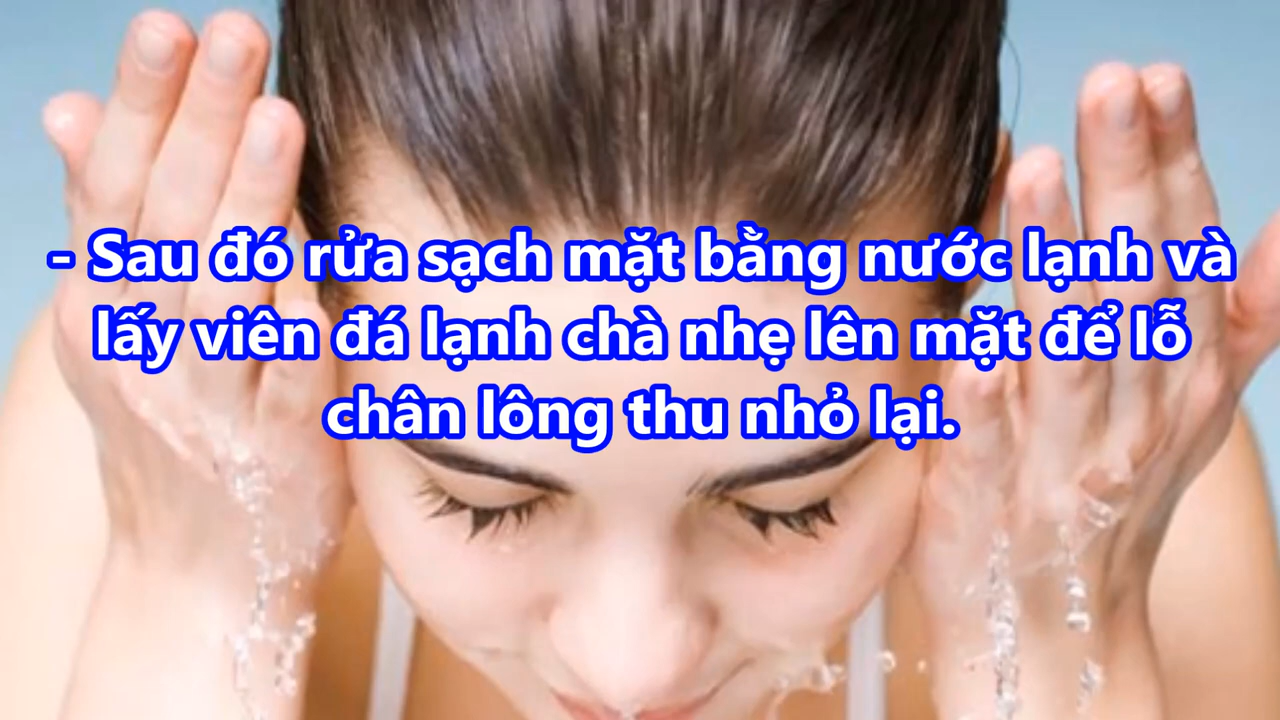 - Sau đó rửa sạch mặt bằng nước lạnh và
lấy viên đá lạnh chà nhẹ lên mặt để lỗ
chân lông thu nhỏ lại.